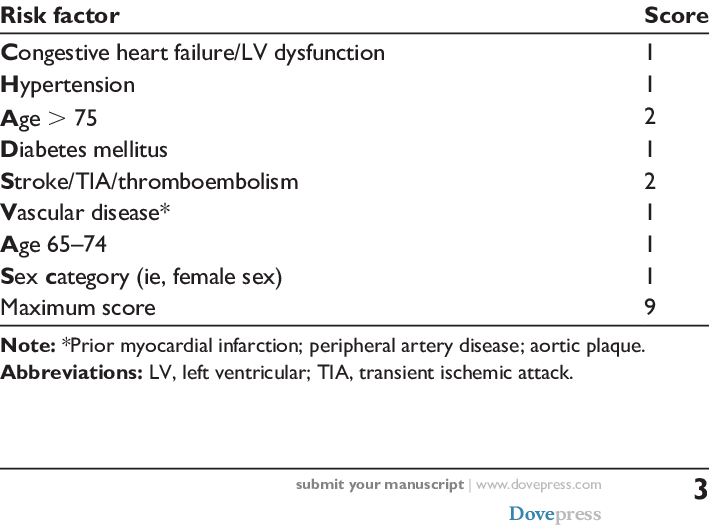 Risk factor Score
Congestive heart failure/LV dysfunction 1
Hypertension 1
Age > 75 2
Diabetes mellitus 1
Stroke/TIA/thromboembolism 2
Vascular disease* 1
Age 65–74 1
Sex category (ie, female sex) 1
Maximum score 9
Note: *Prior myocardial infarction; peripheral artery disease; aortic plaque.
Abbreviations: LV, left ventricular; TIA, transient ischemic attack.
submit your manuscript | www.dovepress.com 3
Dovepress